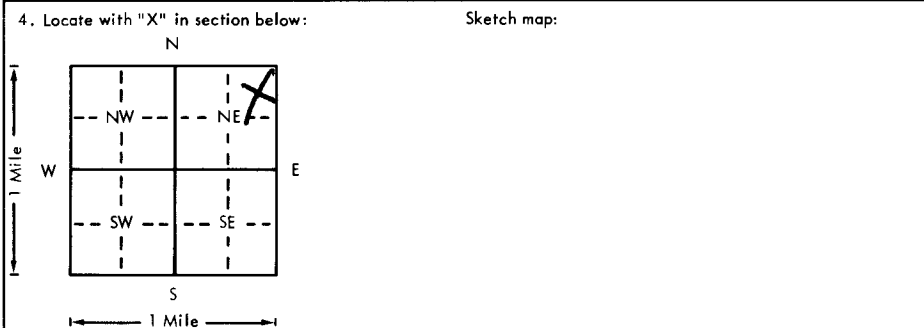 4. Locate with "X" in section below:
Sketch map:
N
NW NE X
1 Mile W E
SW SE
S
1 Mile